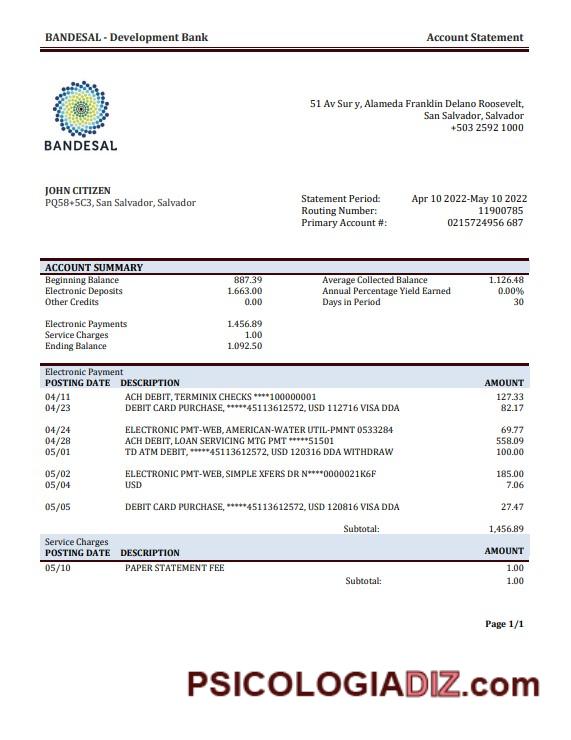 BANDESAL - Development Bank Account Statement
BANDESAL
51 Av Sur y, Alameda Franklin Delano Roosevelt,
San Salvador, Salvador
+503 2592 1000
JOHN CITIZEN
PQ58+5C3, San Salvador, Salvador
Statement Period: Apr 10 2022-May 10 2022
Routing Number: 11900785
Primary Account #: 0215724956 687
ACCOUNT SUMMARY
Beginning Balance 887.39 Average Collected Balance 1.126.48
Electronic Deposits 1.663.00 Annual Percentage Yield Earned 0.00%
Other Credits 0.00 Days in Period 30
Electronic Payments 1.456.89
Service Charges 1.00
Ending Balance 1.092.50
Electronic Payment
POSTING DATE DESCRIPTION AMOUNT
04/11 ACH DEBIT, TERMINIX CHECKS ****100000001 127.33
04/23 DEBIT CARD PURCHASE, *****45113612572, USD 112716 VISA DDA 82.17
04/24 ELECTRONIC PMT-WEB, AMERICAN-WATER UTIL-PMNT 0533284 69.77
04/28 ACH DEBIT, LOAN SERVICING MTG PMT *****51501 558.09
05/01 TD ATM DEBIT, *****45113612572, USD 120316 DDA WITHDRAW 100.00
05/02 ELECTRONIC PMT-WEB, SIMPLE XFERS DR N****0000021K6F 185.00
05/04 USD 7.06
05/05 DEBIT CARD PURCHASE, *****45113612572, USD 120816 VISA DDA 27.47
Subtotal: 1,456.89
Service Charges
POSTING DATE DESCRIPTION AMOUNT
05/10 PAPER STATEMENT FEE 1.00
Subtotal: 1.00
Page 1/1
PSICOLOGIADIZ.com